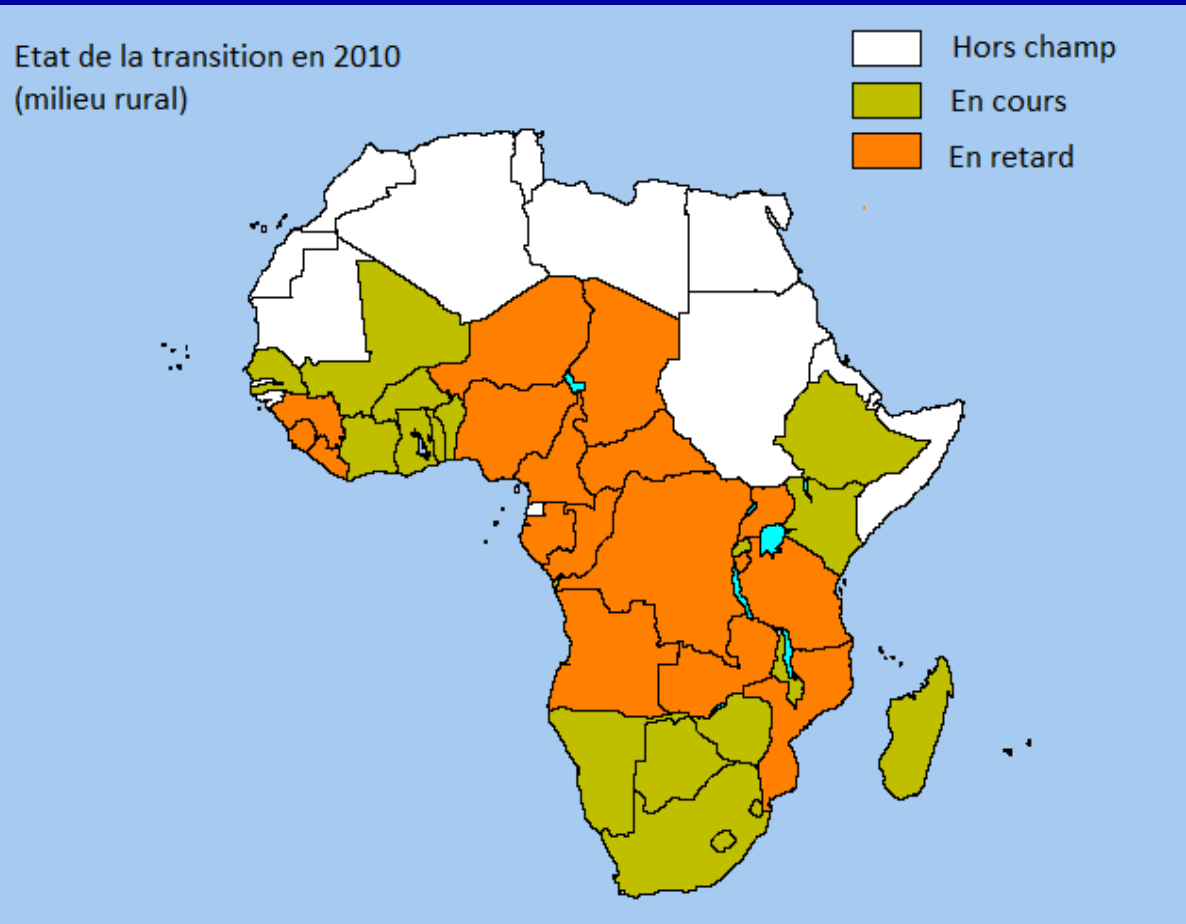 Etat de la transition en 2010
(milieu rural)
Hors champ
En cours
En retard